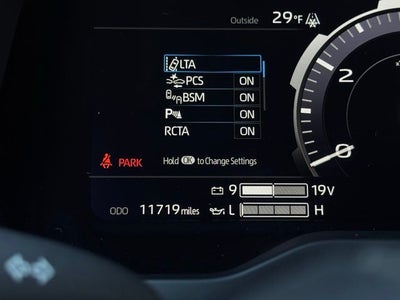 Outside 29°F
LTA
PCS ON
BSM ON
P ON
RCTA ON
PARK Hold OK to Change Settings
9 19V
ODO 11719 miles L H
2
0